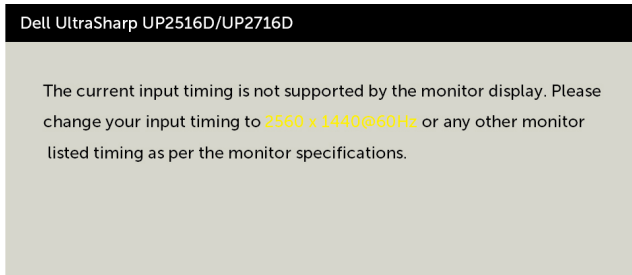 Dell UltraSharp UP2516D/UP2716D
The current input timing is not supported by the monitor display. Please
change your input timing to 2560 x 1440@60Hz or any other monitor
listed timing as per the monitor specifications.